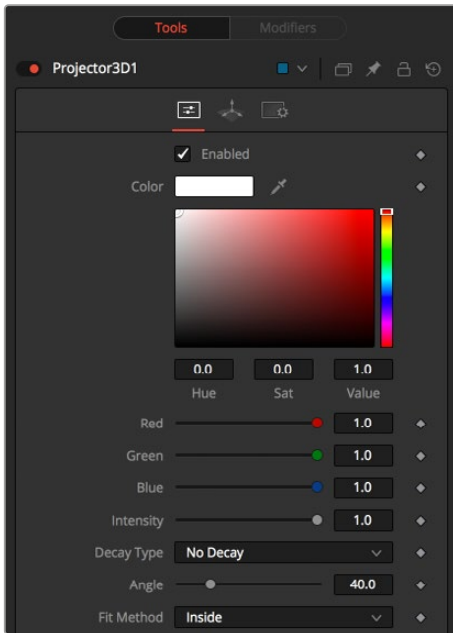 Tools Modifiers
Projector3D1
Enabled
Color
0.0 0.0 1.0
Hue Sat Value
Red 1.0
Green 1.0
Blue 1.0
Intensity 1.0
Decay Type No Decay
Angle 40.0
Fit Method Inside